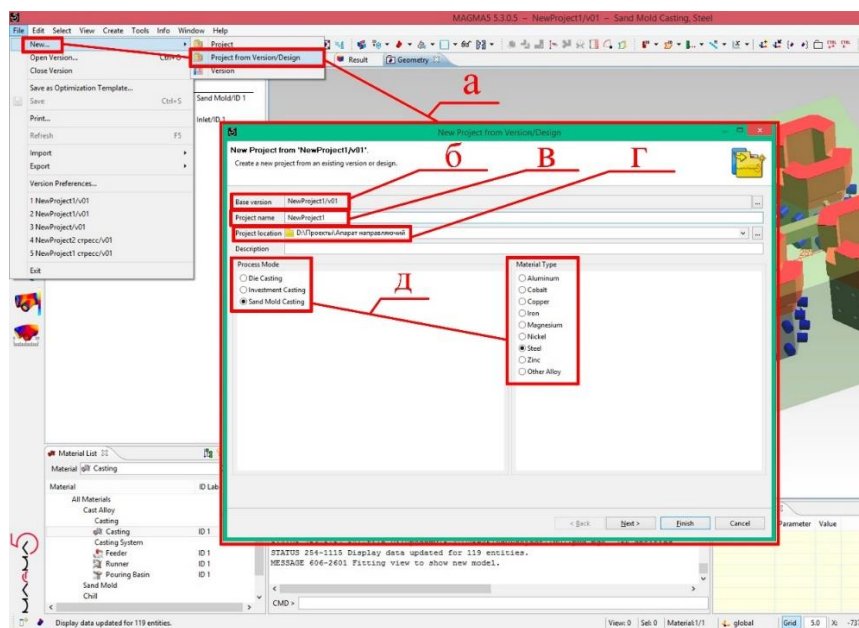 MAGMA5 5.3.0.5 – NewProject1/v01 – Sand Mold Casting, Steel
File Edit Select View Create Tools Info Window Help
New...
Project
Open Version...
Project from Version/Design
Close Version
Version
Result
Geometry
Save as Optimization Template...
Save Ctrl+S
Sand Mold/ID 1
Print...
Refresh F5
Import
Export
Version Preferences...
1 NewProject1/v01
2 NewProject1/v01
3 NewProject/v01
4 NewProject2 стресс/v01
5 NewProject1 стресс/v01
Exit
а
New Project from Version/Design
New Project from 'NewProject1/v01'.
Create a new project from an existing version or design.
б
в
г
Base version NewProject1/v01 ...
Project name NewProject1
Project location D:\Проекты\Апарат направляючий ...
Description
Process Mode
Die Casting
Investment Casting
Sand Mold Casting
д
Material Type
Aluminum
Cobalt
Copper
Iron
Magnesium
Nickel
Steel
Zinc
Other Alloy
< Back Next > Finish Cancel
Material List
Material Casting
Material ID Lab
All Materials
Cast Alloy
Casting
Casting ID 1
Casting System
Feeder ID 1
Runner ID 1
Pouring Basin ID 1
Sand Mold
Chill
Parameter Value
STATUS 254-1115 Display data updated for 119 entities.
MESSAGE 606-2601 Fitting view to show new model.
CMD >
MAGMA5
Display data updated for 119 entities.
View: 0 Sel: 0 Material:1/1 global Grid 5.0 X: -737